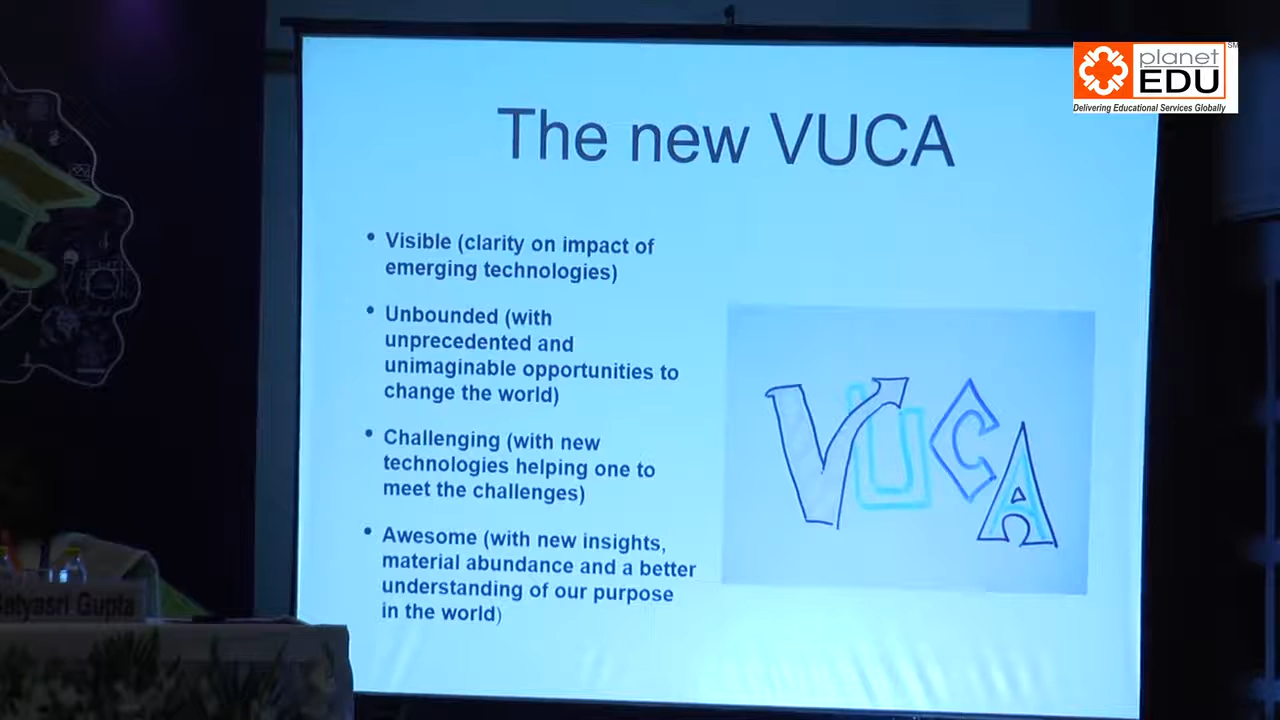 planet
EDU
SM
Delivering Educational Services Globally
The new VUCA
• Visible (clarity on impact of
emerging technologies)
• Unbounded (with
unprecedented and
unimaginable opportunities to
change the world)
• Challenging (with new
technologies helping one to
meet the challenges)
• Awesome (with new insights,
material abundance and a better
understanding of our purpose
in the world)
VUCA
atyasri Gupta